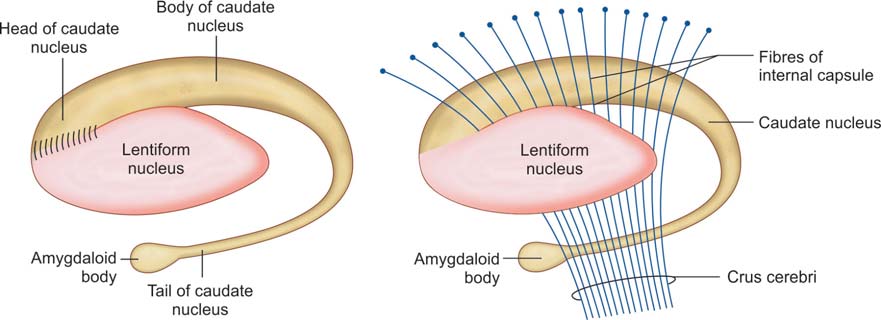 Body of caudate
nucleus
Head of caudate
nucleus
Lentiform
nucleus
Amygdaloid
body
Tail of caudate
nucleus
Fibres of
internal capsule
Caudate nucleus
Lentiform
nucleus
Amygdaloid
body
Crus cerebri